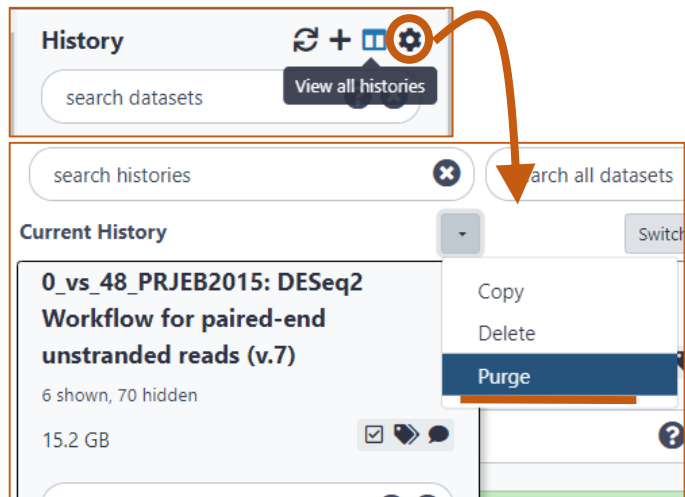 History
View all histories
search datasets
search histories
arch all datasets
Current History
Switch
0_vs_48_PRJEB2015: DESeq2
Workflow for paired-end
unstranded reads (v.7)
6 shown, 70 hidden
15.2 GB
Copy
Delete
Purge